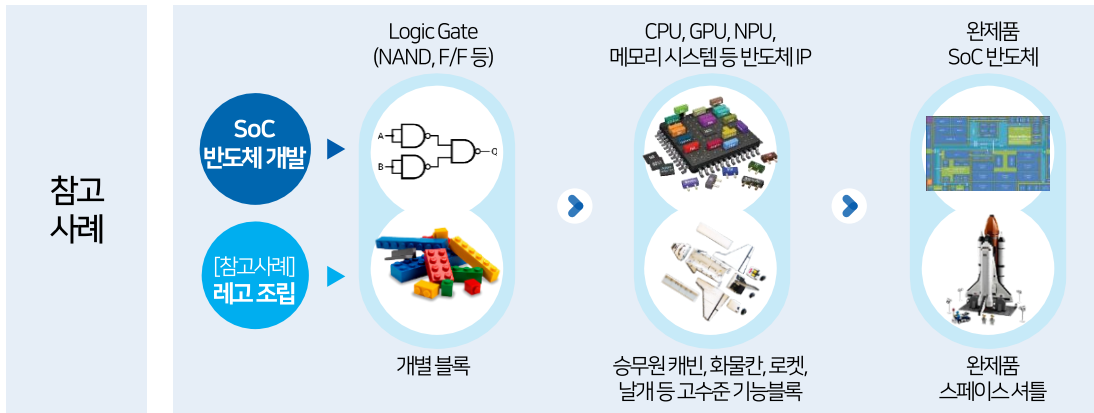 참고
사례
SoC
반도체 개발
[참고사례]
레고 조립
Logic Gate
(NAND, F/F 등)
A
B
Q
개별 블록
CPU, GPU, NPU,
메모리 시스템 등 반도체 IP
승무원 캐빈, 화물칸, 로켓,
날개 등 고수준 기능블록
완제품
SoC 반도체
완제품
스페이스 셔틀